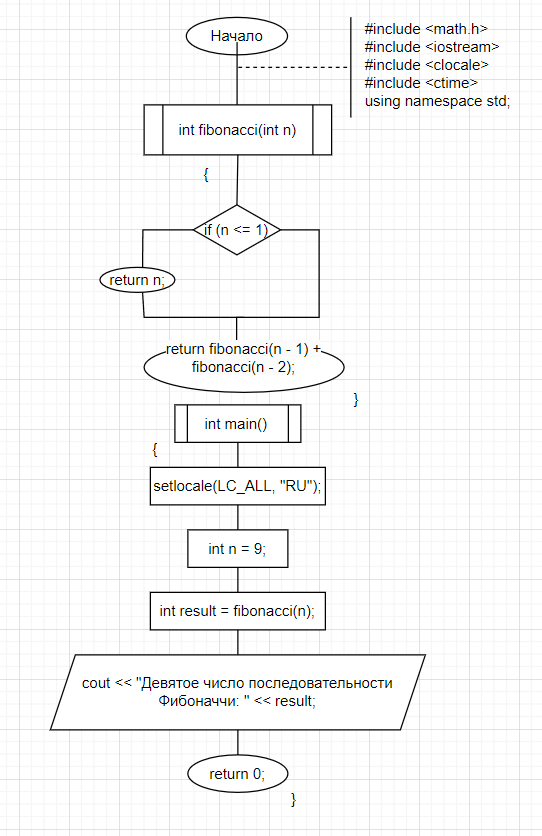 Начало
#include <math.h>
#include <iostream>
#include <clocale>
#include <ctime>
using namespace std;
int fibonacci(int n)
{
if (n <= 1)
return n;
return fibonacci(n - 1) +
fibonacci(n - 2);
}
int main()
{
setlocale(LC_ALL, "RU");
int n = 9;
int result = fibonacci(n);
cout << "Девятое число последовательности
Фибоначчи: " << result;
return 0;
}